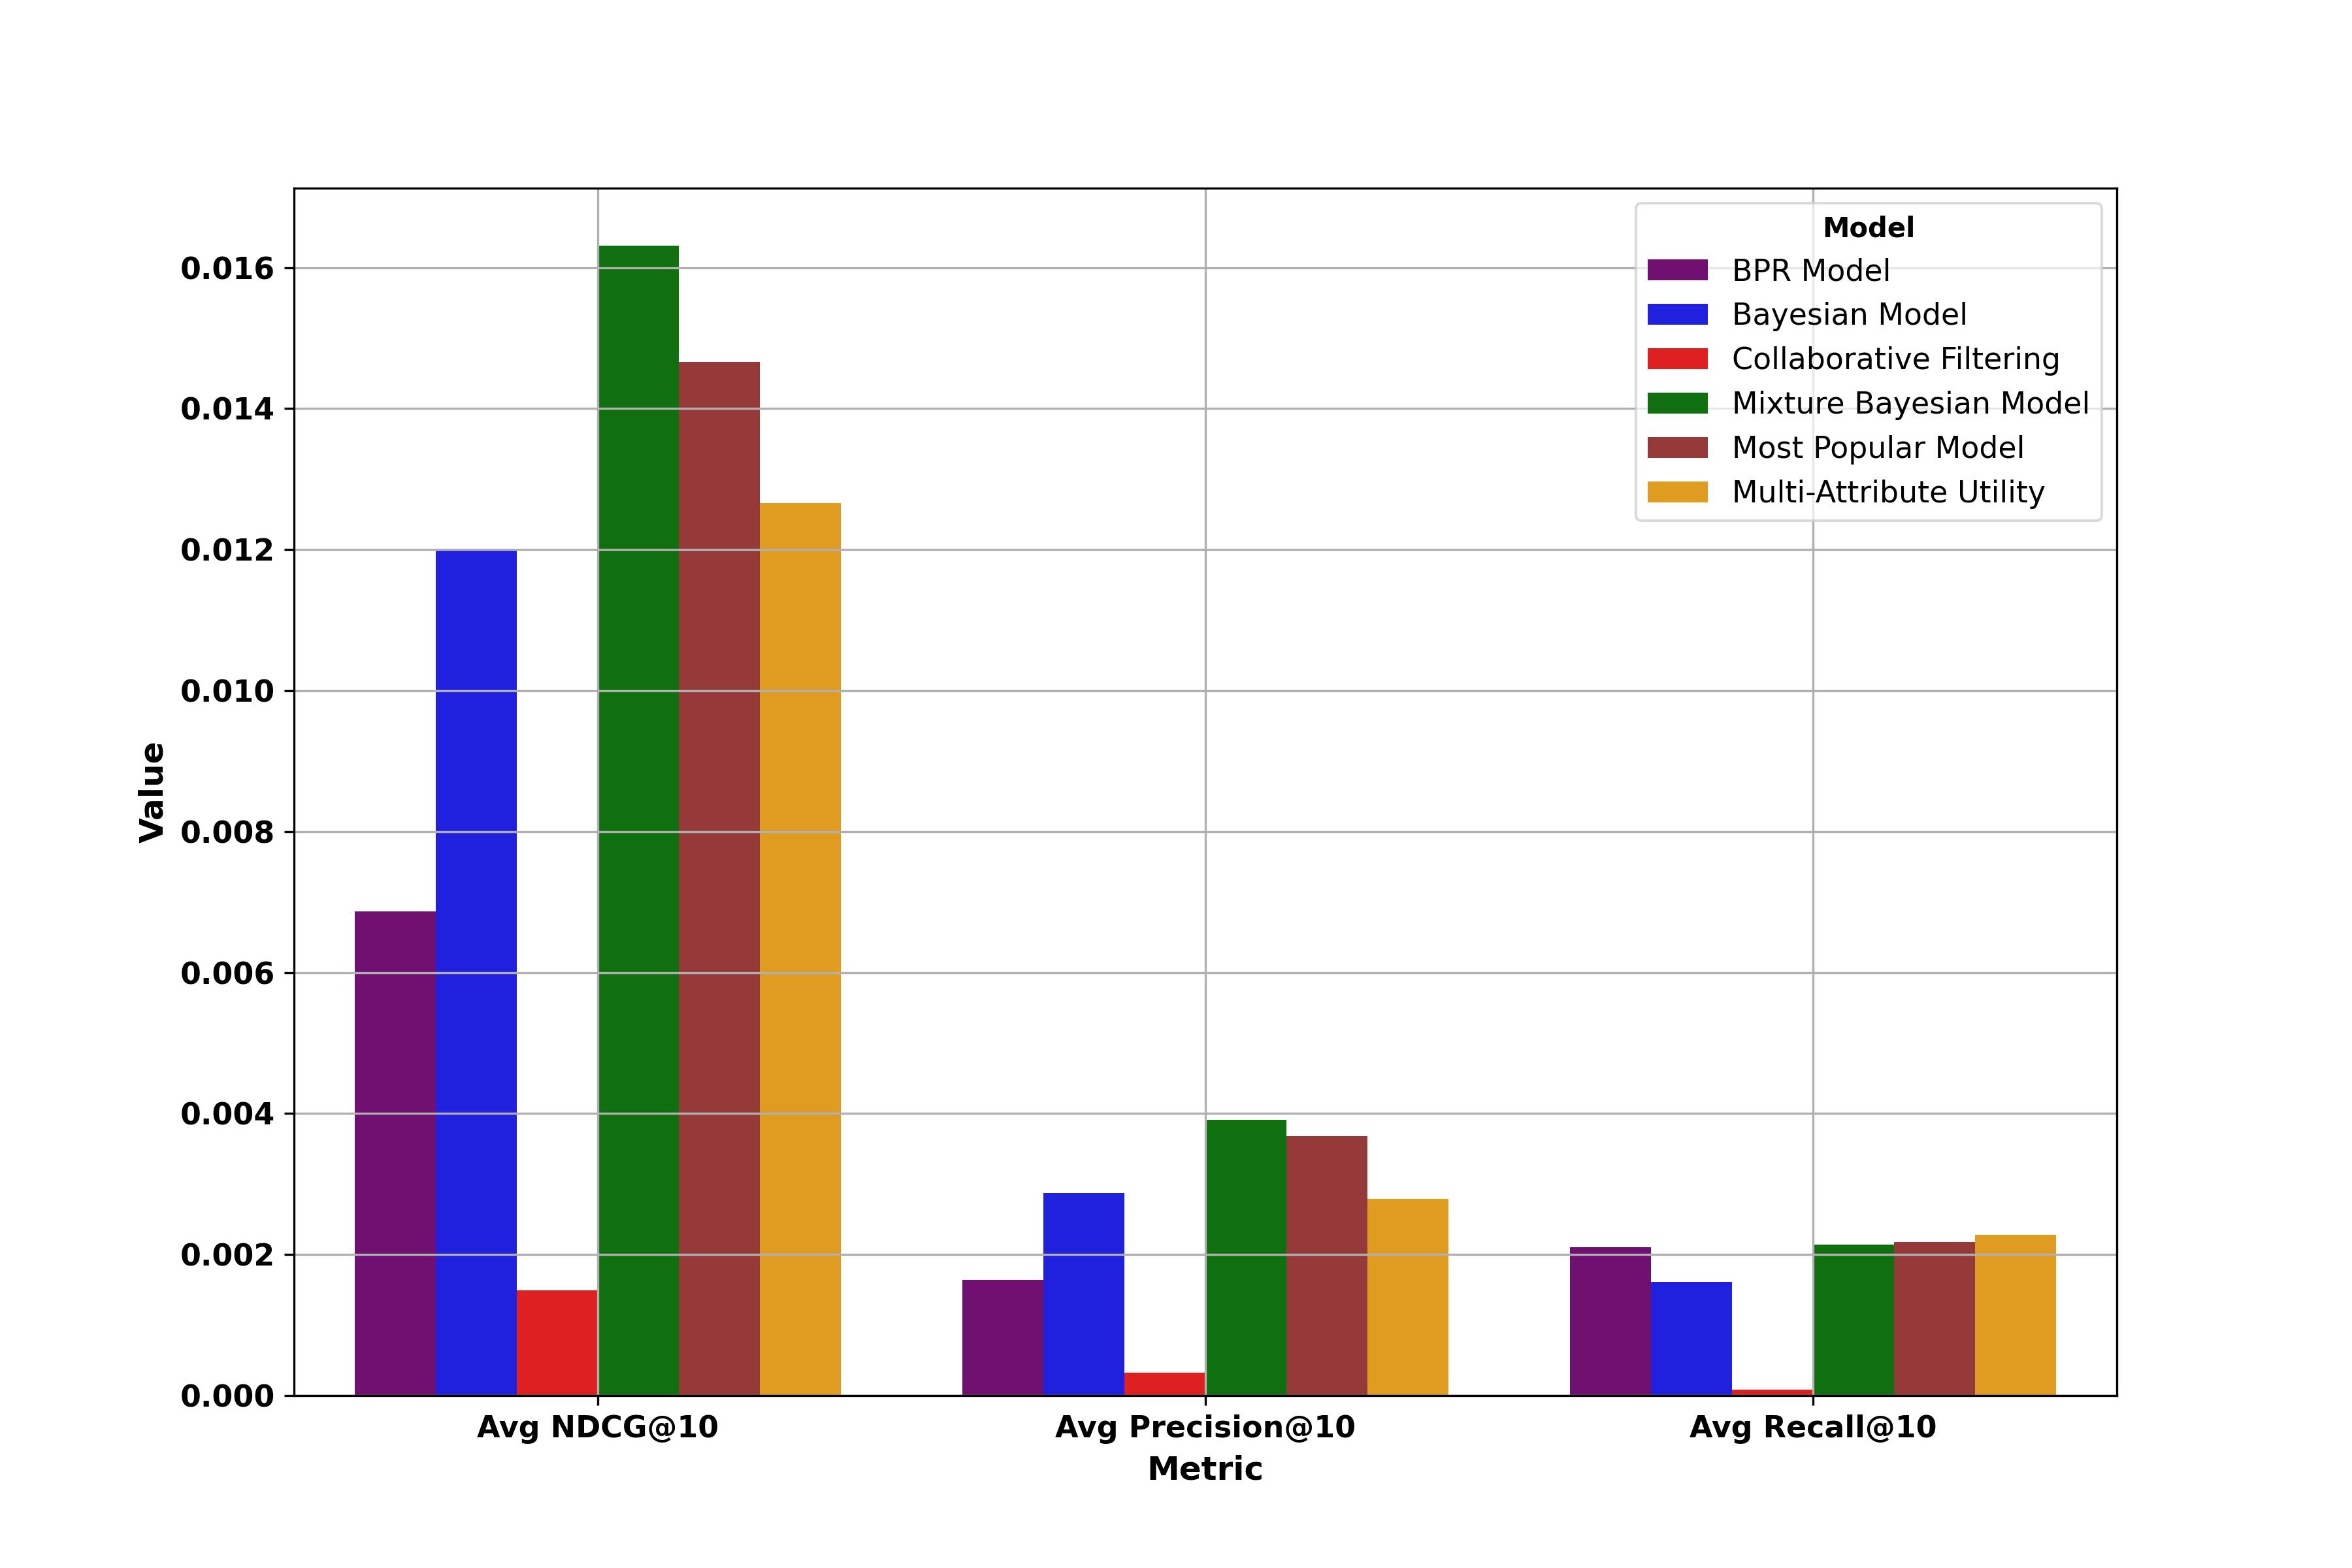 Model
BPR Model
Bayesian Model
Collaborative Filtering
Mixture Bayesian Model
Most Popular Model
Multi-Attribute Utility
Value
0.016
0.014
0.012
0.010
0.008
0.006
0.004
0.002
0.000
Avg NDCG@10
Avg Precision@10
Avg Recall@10
Metric